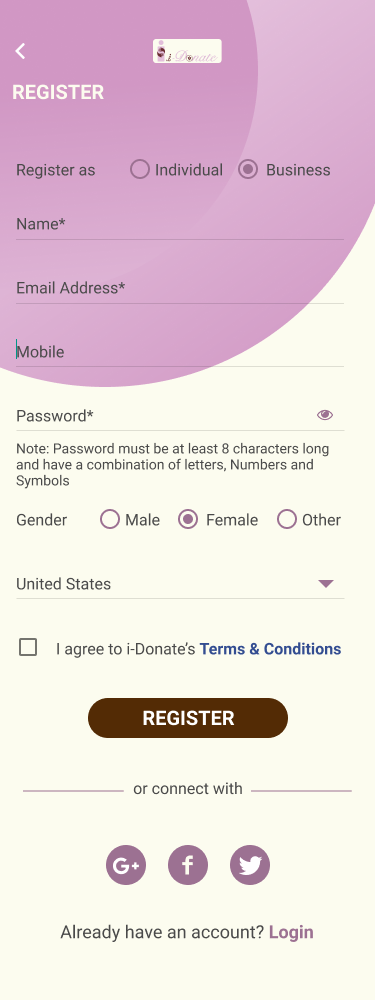 i-Donate
REGISTER
Register as Individual Business
Name*
Email Address*
Mobile
Password*
Note: Password must be at least 8 characters long
and have a combination of letters, Numbers and
Symbols
Gender Male Female Other
United States
I agree to i-Donate’s Terms & Conditions
REGISTER
or connect with
G+ f
Already have an account? Login